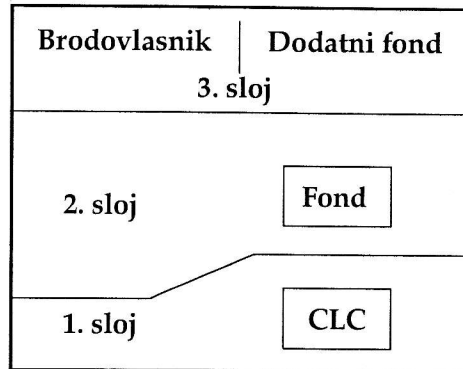 Brodovlasnik Dodatni fond
3. sloj
2. sloj Fond
1. sloj CLC